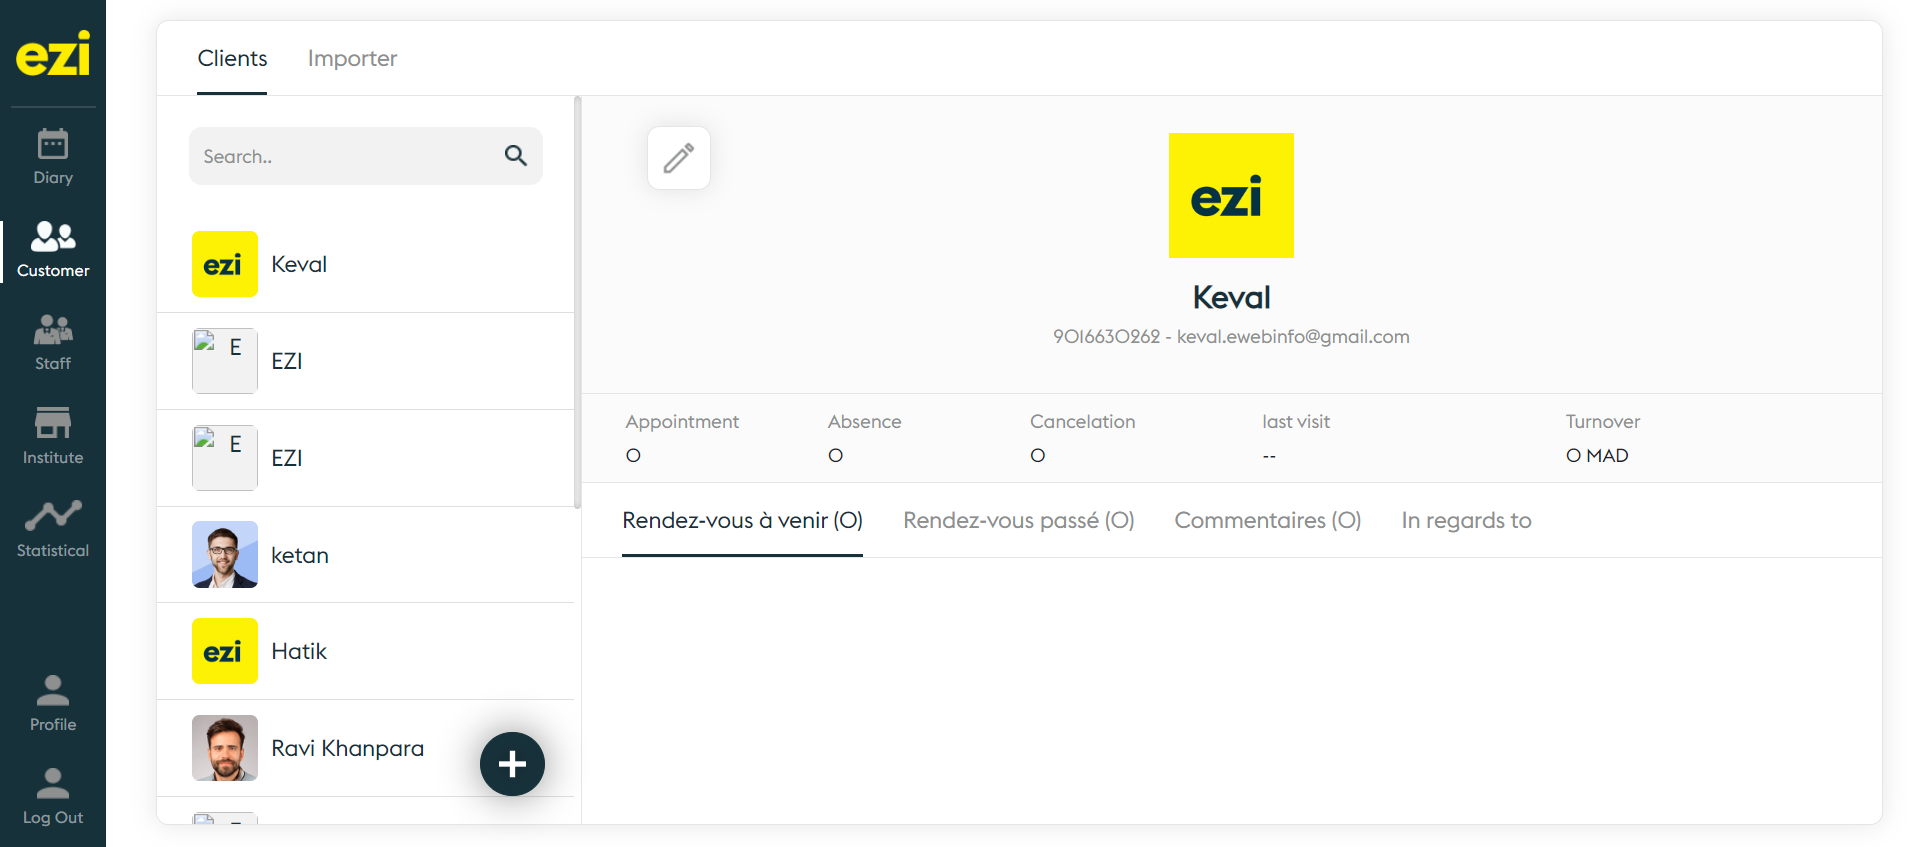 ezi
Diary
Customer
Staff
Institute
Statistical
Profile
Log Out
Clients Importer
Search..
ezi Keval
E EZI
E EZI
ketan
ezi Hatik
Ravi Khanpara
ezi
Keval
9016630262 - keval.ewebinfo@gmail.com
Appointment Absence Cancelation last visit Turnover
0 0 0 -- 0 MAD
Rendez-vous à venir (0) Rendez-vous passé (0) Commentaires (0) In regards to